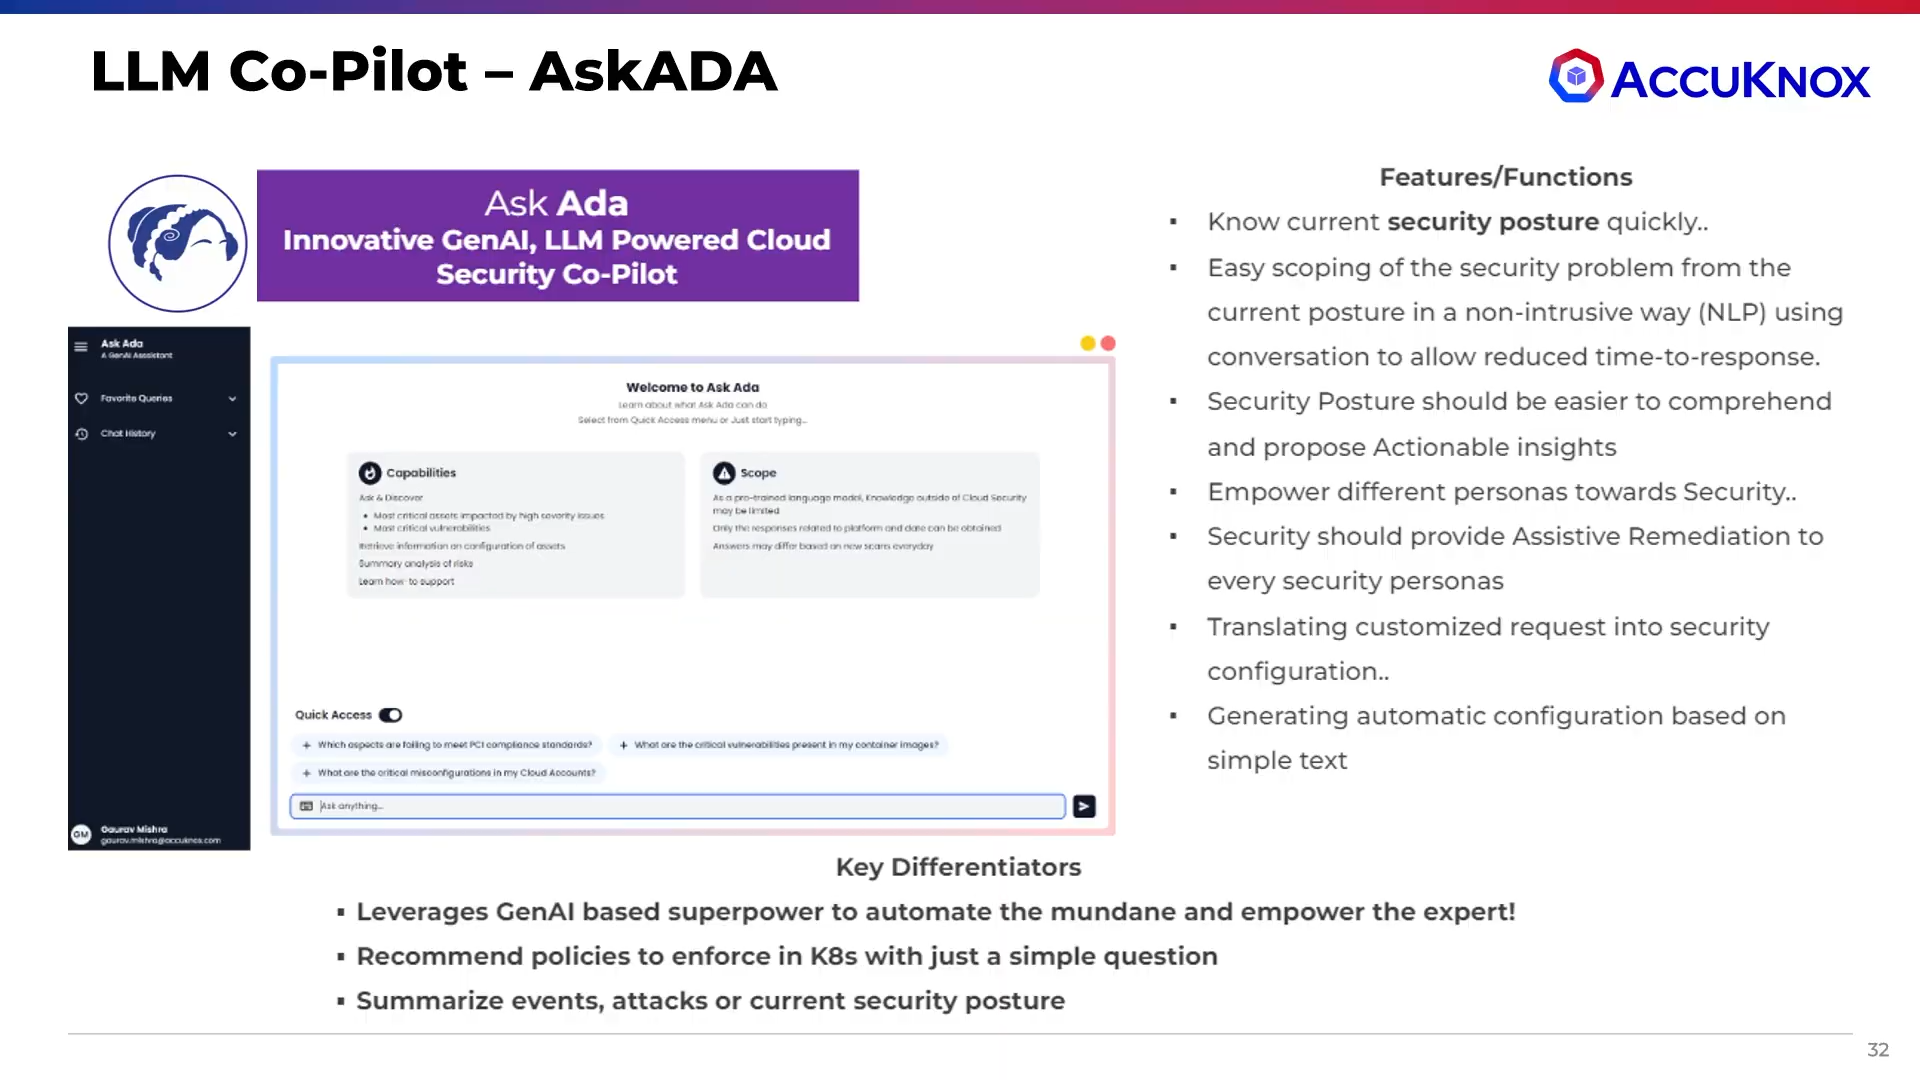 LLM Co-Pilot – AskADA
ACCUKNOX
Ask Ada
Innovative GenAI, LLM Powered Cloud
Security Co-Pilot
Ask Ada
A GenAI Assistant
Favorite Queries
Chat History
GM
Gaurav Mishra
gaurav.mishra@accuknox.com
Welcome to Ask Ada
Learn about what Ask Ada can do
Select from Quick Access menu or Just start typing...
Capabilities
Ask & Discover
• Most critical assets impacted by high severity issues
• Most critical vulnerabilities
Retrieve information on configuration of assets
Summary analysis of risks
Learn how-to support
Scope
As a pre-trained language model, Knowledge outside of Cloud Security
may be limited
Only the responses related to platform and date can be obtained
Answers may differ based on new scans everyday
Quick Access
+ Which aspects are failing to meet PCI compliance standards?
+ What are the critical vulnerabilities present in my container images?
+ What are the critical misconfigurations in my Cloud Accounts?
Ask anything...
Features/Functions
▪ Know current security posture quickly..
▪ Easy scoping of the security problem from the
current posture in a non-intrusive way (NLP) using
conversation to allow reduced time-to-response.
▪ Security Posture should be easier to comprehend
and propose Actionable insights
▪ Empower different personas towards Security..
▪ Security should provide Assistive Remediation to
every security personas
▪ Translating customized request into security
configuration..
▪ Generating automatic configuration based on
simple text
Key Differentiators
▪ Leverages GenAI based superpower to automate the mundane and empower the expert!
▪ Recommend policies to enforce in K8s with just a simple question
▪ Summarize events, attacks or current security posture
32